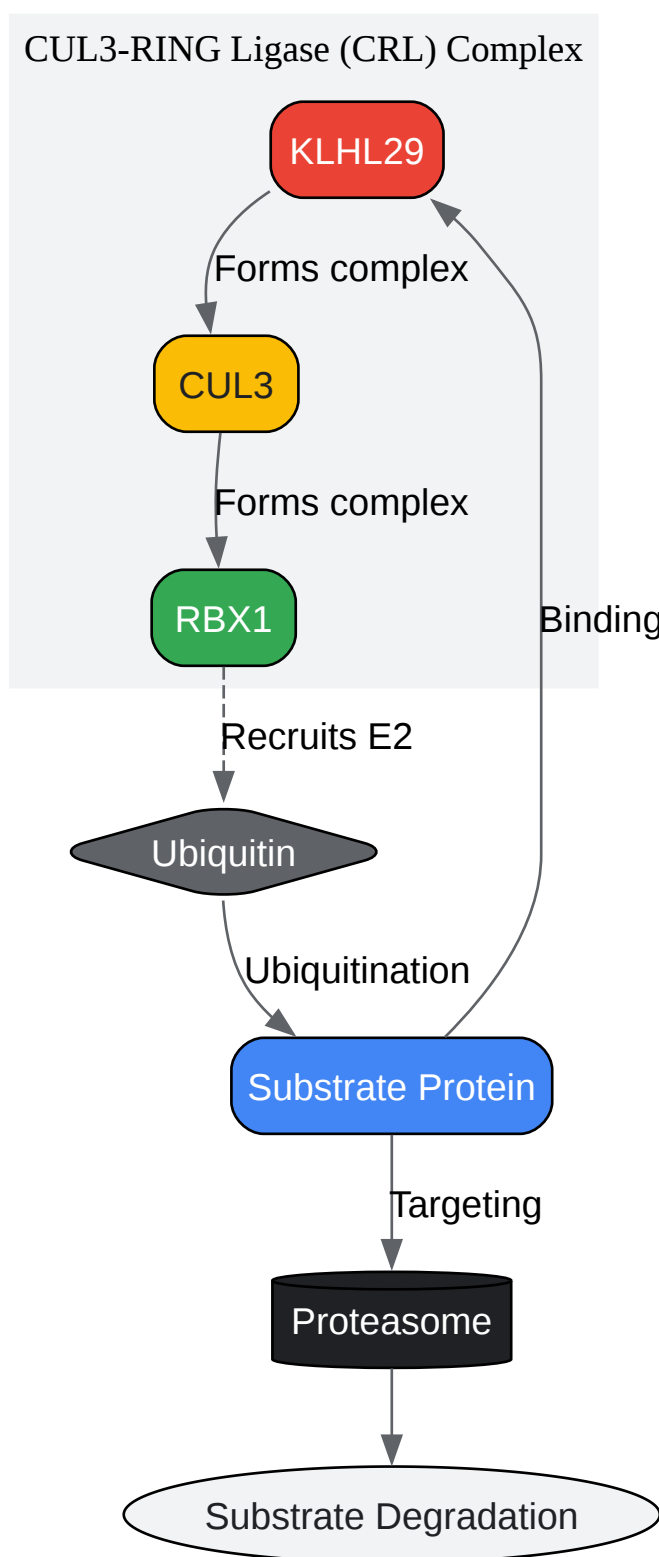 CUL3-RING Ligase (CRL) Complex
KLHL29
Forms complex
CUL3
Forms complex
RBX1
Binding
Recruits E2
Ubiquitin
Ubiquitination
Substrate Protein
Targeting
Proteasome
Substrate Degradation